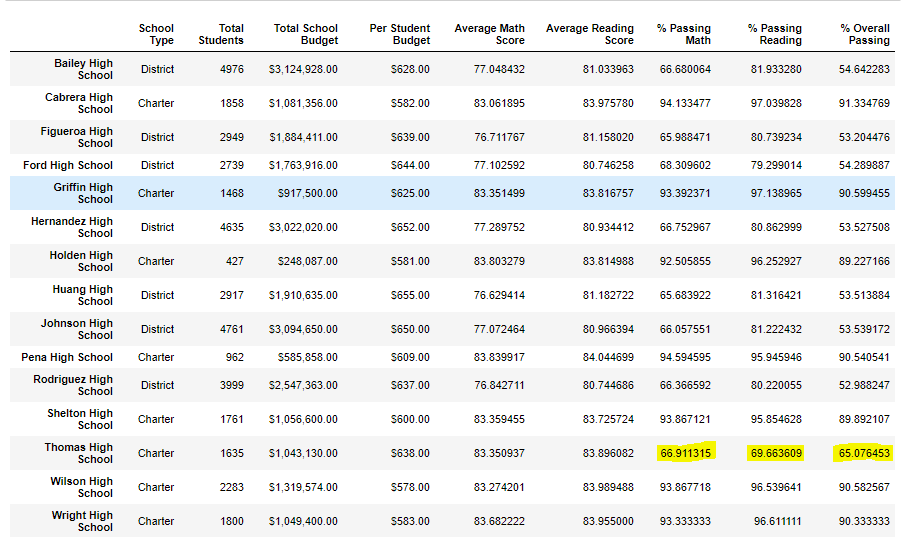 School Type Total Students Total School Budget Per Student Budget Average Math Score Average Reading Score % Passing Math % Passing Reading % Overall Passing
Bailey High School District 4976 $3,124,928.00 $628.00 77.048432 81.033963 66.680064 81.933280 54.642283
Cabrera High School Charter 1858 $1,081,356.00 $582.00 83.061895 83.975780 94.133477 97.039828 91.334769
Figueroa High School District 2949 $1,884,411.00 $639.00 76.711767 81.158020 65.988471 80.739234 53.204476
Ford High School District 2739 $1,763,916.00 $644.00 77.102592 80.746258 68.309602 79.299014 54.289887
Griffin High School Charter 1468 $917,500.00 $625.00 83.351499 83.816757 93.392371 97.138965 90.599455
Hernandez High School District 4635 $3,022,020.00 $652.00 77.289752 80.934412 66.752967 80.862999 53.527508
Holden High School Charter 427 $248,087.00 $581.00 83.803279 83.814988 92.505855 96.252927 89.227166
Huang High School District 2917 $1,910,635.00 $655.00 76.629414 81.182722 65.683922 81.316421 53.513884
Johnson High School District 4761 $3,094,650.00 $650.00 77.072464 80.966394 66.057551 81.222432 53.539172
Pena High School Charter 962 $585,858.00 $609.00 83.839917 84.044699 94.594595 95.945946 90.540541
Rodriguez High School District 3999 $2,547,363.00 $637.00 76.842711 80.744686 66.366592 80.220055 52.988247
Shelton High School Charter 1761 $1,056,600.00 $600.00 83.359455 83.725724 93.867121 95.854628 89.892107
Thomas High School Charter 1635 $1,043,130.00 $638.00 83.350937 83.896082 66.911315 69.663609 65.076453
Wilson High School Charter 2283 $1,319,574.00 $578.00 83.274201 83.989488 93.867718 96.539641 90.582567
Wright High School Charter 1800 $1,049,400.00 $583.00 83.682222 83.955000 93.333333 96.611111 90.333333